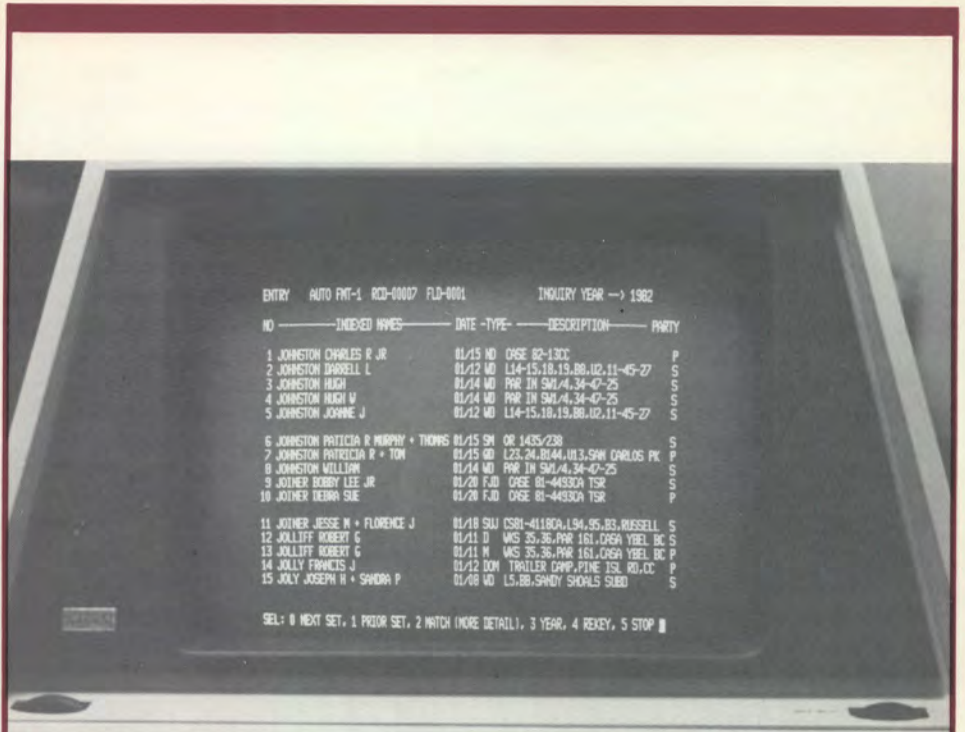 ENTRY AUTO FMT-1 RCD-00007 FLD-0001 INQUIRY YEAR --> 1982
NO ----------INDEXED NAMES---------- DATE -TYPE- --------DESCRIPTION-------- PARTY
1 JOHNSTON CHARLES R JR 01/15 ND CASE 82-13CC P
2 JOHNSTON DARRELL L 01/12 WD L14-15,18,19,B8,U2,11-45-27 S
3 JOHNSTON HUGH 01/14 WD PAR IN SW1/4,34-47-25 S
4 JOHNSTON HUGH W 01/14 WD PAR IN SW1/4,34-47-25 S
5 JOHNSTON JOANNE J 01/12 WD L14-15,18,19,B8,U2,11-45-27 S
6 JOHNSTON PATICIA R MURPHY + THOMAS 01/15 SM OR 1435/238 S
7 JOHNSTON PATRICIA R + TOM 01/15 QD L23,24,B144,U13,SAN CARLOS PK P
8 JOHNSTON WILLIAM 01/14 WD PAR IN SW1/4,34-47-25 S
9 JOINER BOBBY LEE JR 01/20 FJD CASE 81-4493CA TSR S
10 JOINER DEBRA SUE 01/20 FJD CASE 81-4493CA TSR P
11 JOINER JESSE M + FLORENCE J 01/18 SUJ CS81-4118CA,L94,95,B3,RUSSELL S
12 JOLLIFF ROBERT G 01/11 D WKS 35,36,PAR 161,CASA YBEL BC S
13 JOLLIFF ROBERT G 01/11 M WKS 35,36,PAR 161,CASA YBEL BC P
14 JOLLY FRANCIS J 01/12 DOM TRAILER CAMP,PINE ISL RD,CC P
15 JOLY JOSEPH H + SANDRA P 01/08 WD L5,BB,SANDY SHOALS SUBD S
SEL: 0 NEXT SET, 1 PRIOR SET, 2 MATCH (MORE DETAIL), 3 YEAR, 4 REKEY, 5 STOP